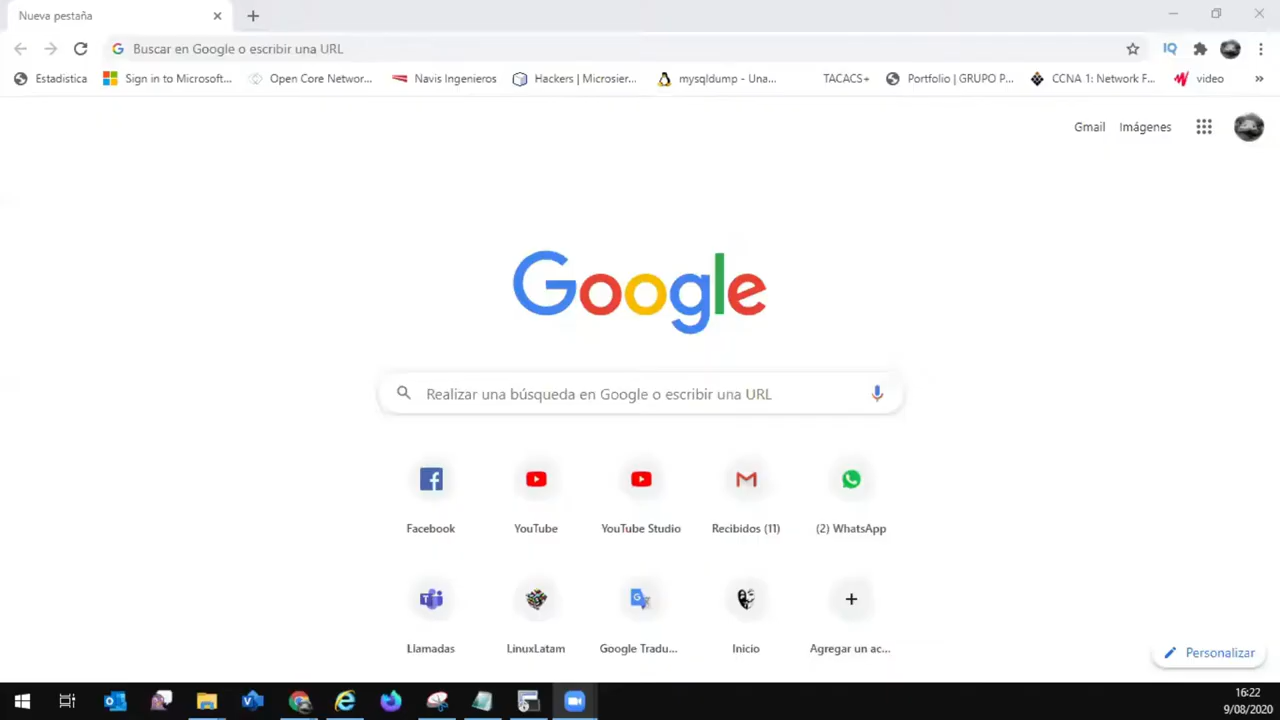 Nueva pestaña
Buscar en Google o escribir una URL
IQ
Estadistica
Sign in to Microsoft...
Open Core Networ...
Navis Ingenieros
Hackers | Microsier...
mysqldump - Una...
TACACS+
Portfolio | GRUPO P...
CCNA 1: Network F...
video
»
Gmail
Imágenes
Google
Realizar una búsqueda en Google o escribir una URL
Facebook
YouTube
YouTube Studio
Recibidos (11)
(2) WhatsApp
Llamadas
LinuxLatam
Google Tradu...
Inicio
Agregar un ac...
Personalizar
16:22
9/08/2020